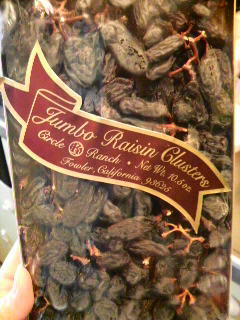 Jumbo Raisin Clusters
Circle K Ranch • Net Wt. 10.5 oz.
Fowler, California 93625